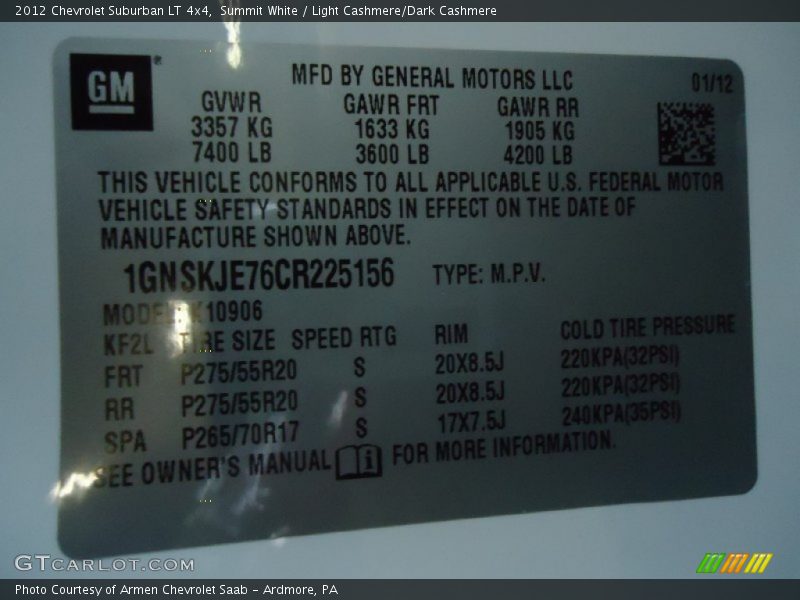 2012 Chevrolet Suburban LT 4x4, Summit White / Light Cashmere/Dark Cashmere
GM®
MFD BY GENERAL MOTORS LLC 01/12
GVWR GAWR FRT GAWR RR
3357 KG 1633 KG 1905 KG
7400 LB 3600 LB 4200 LB
THIS VEHICLE CONFORMS TO ALL APPLICABLE U.S. FEDERAL MOTOR
VEHICLE SAFETY STANDARDS IN EFFECT ON THE DATE OF
MANUFACTURE SHOWN ABOVE.
1GNSKJE76CR225156 TYPE: M.P.V.
MODEL: K10906
KF2L TIRE SIZE SPEED RTG RIM COLD TIRE PRESSURE
FRT P275/55R20 S 20X8.5J 220KPA(32PSI)
RR P275/55R20 S 20X8.5J 220KPA(32PSI)
SPA P265/70R17 S 17X7.5J 240KPA(35PSI)
SEE OWNER'S MANUAL i FOR MORE INFORMATION.
GTCARLOT.COM
Photo Courtesy of Armen Chevrolet Saab - Ardmore, PA